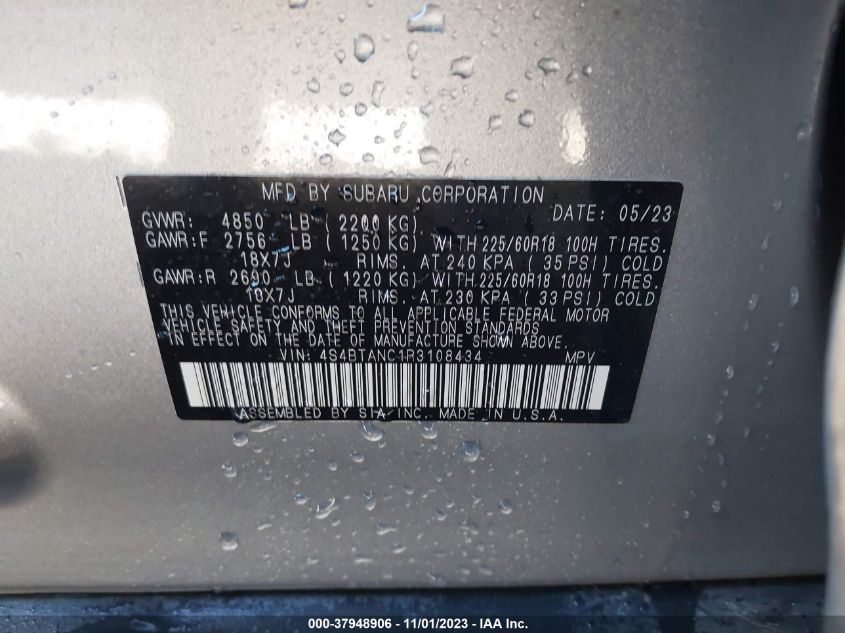 MFD BY SUBARU CORPORATION
DATE: 05/23
GVWR: 4850 LB (2200 KG).
GAWR:F 2756 LB (1250 KG) WITH 225/60R18 100H TIRES.
18X7J RIMS. AT 240 KPA (35 PSI) COLD
GAWR:R 2690 LB (1220 KG) WITH 225/60R18 100H TIRES.
18X7J RIMS. AT 230 KPA (33 PSI) COLD
THIS VEHICLE CONFORMS TO ALL APPLICABLE FEDERAL MOTOR
VEHICLE SAFETY AND THEFT PREVENTION STANDARDS
IN EFFECT ON THE DATE OF MANUFACTURE SHOWN ABOVE.
VIN: 4S4BTANC1R3108434 MPV
ASSEMBLED BY SIA, INC. MADE IN U.S.A.
000-37948906 - 11/01/2023 - IAA Inc.